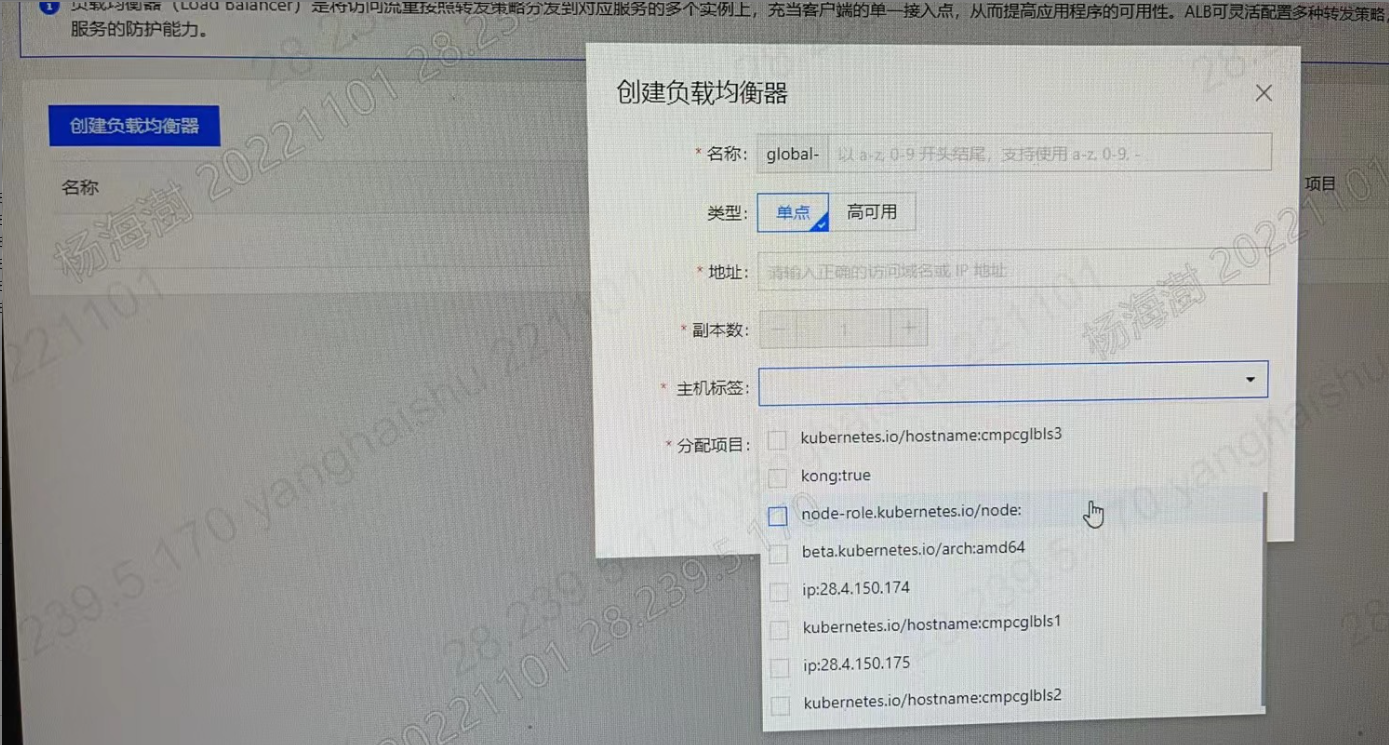 负载均衡器（Load Balancer）是将访问流量按照转发策略分发到对应服务的多个实例上，充当客户端的单一接入点，从而提高应用程序的可用性。ALB可灵活配置多种转发策略
服务的防护能力。
创建负载均衡器
名称
项目
创建负载均衡器
* 名称: global- 以 a-z, 0-9 开头结尾，支持使用 a-z, 0-9, -
类型: 单点 高可用
* 地址: 请输入正确的访问域名或 IP 地址
* 副本数: − 1 +
* 主机标签:
* 分配项目:
kubernetes.io/hostname:cmpcglbls3
kong:true
node-role.kubernetes.io/node:
beta.kubernetes.io/arch:amd64
ip:28.4.150.174
kubernetes.io/hostname:cmpcglbls1
ip:28.4.150.175
kubernetes.io/hostname:cmpcglbls2
杨海澍 20221101 28.23
杨海澍 20221101
221101
239.5.170 yanghaishu 20221101
170 yanghaishu
20221101 28.239.5.170